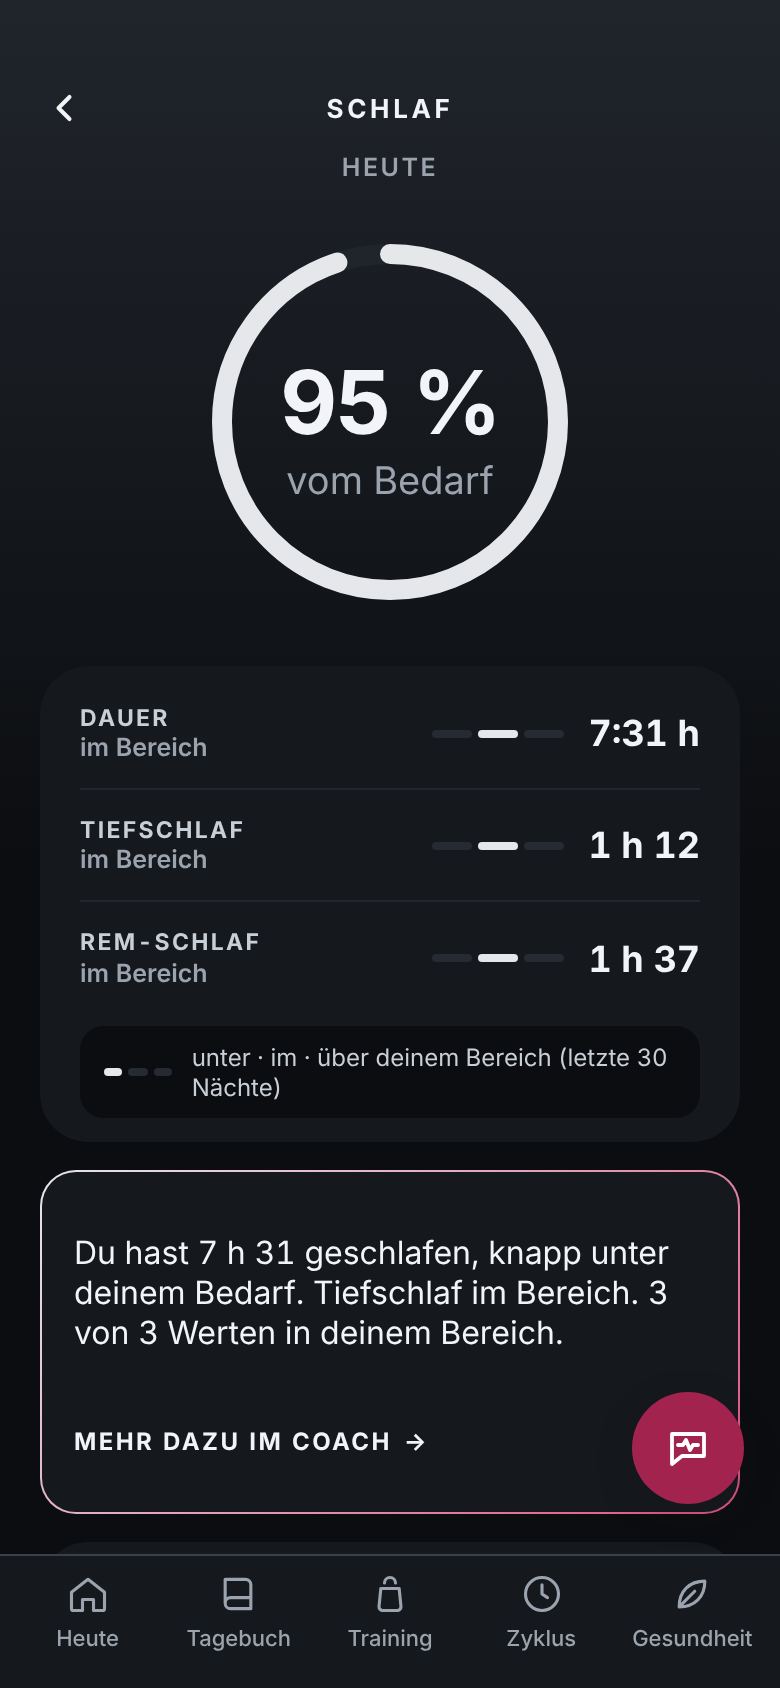 SCHLAF
HEUTE
95 %
vom Bedarf
DAUER
im Bereich
7:31 h
TIEFSCHLAF
im Bereich
1 h 12
REM-SCHLAF
im Bereich
1 h 37
unter · im · über deinem Bereich (letzte 30
Nächte)
Du hast 7 h 31 geschlafen, knapp unter
deinem Bedarf. Tiefschlaf im Bereich. 3
von 3 Werten in deinem Bereich.
MEHR DAZU IM COACH →
Heute
Tagebuch
Training
Zyklus
Gesundheit